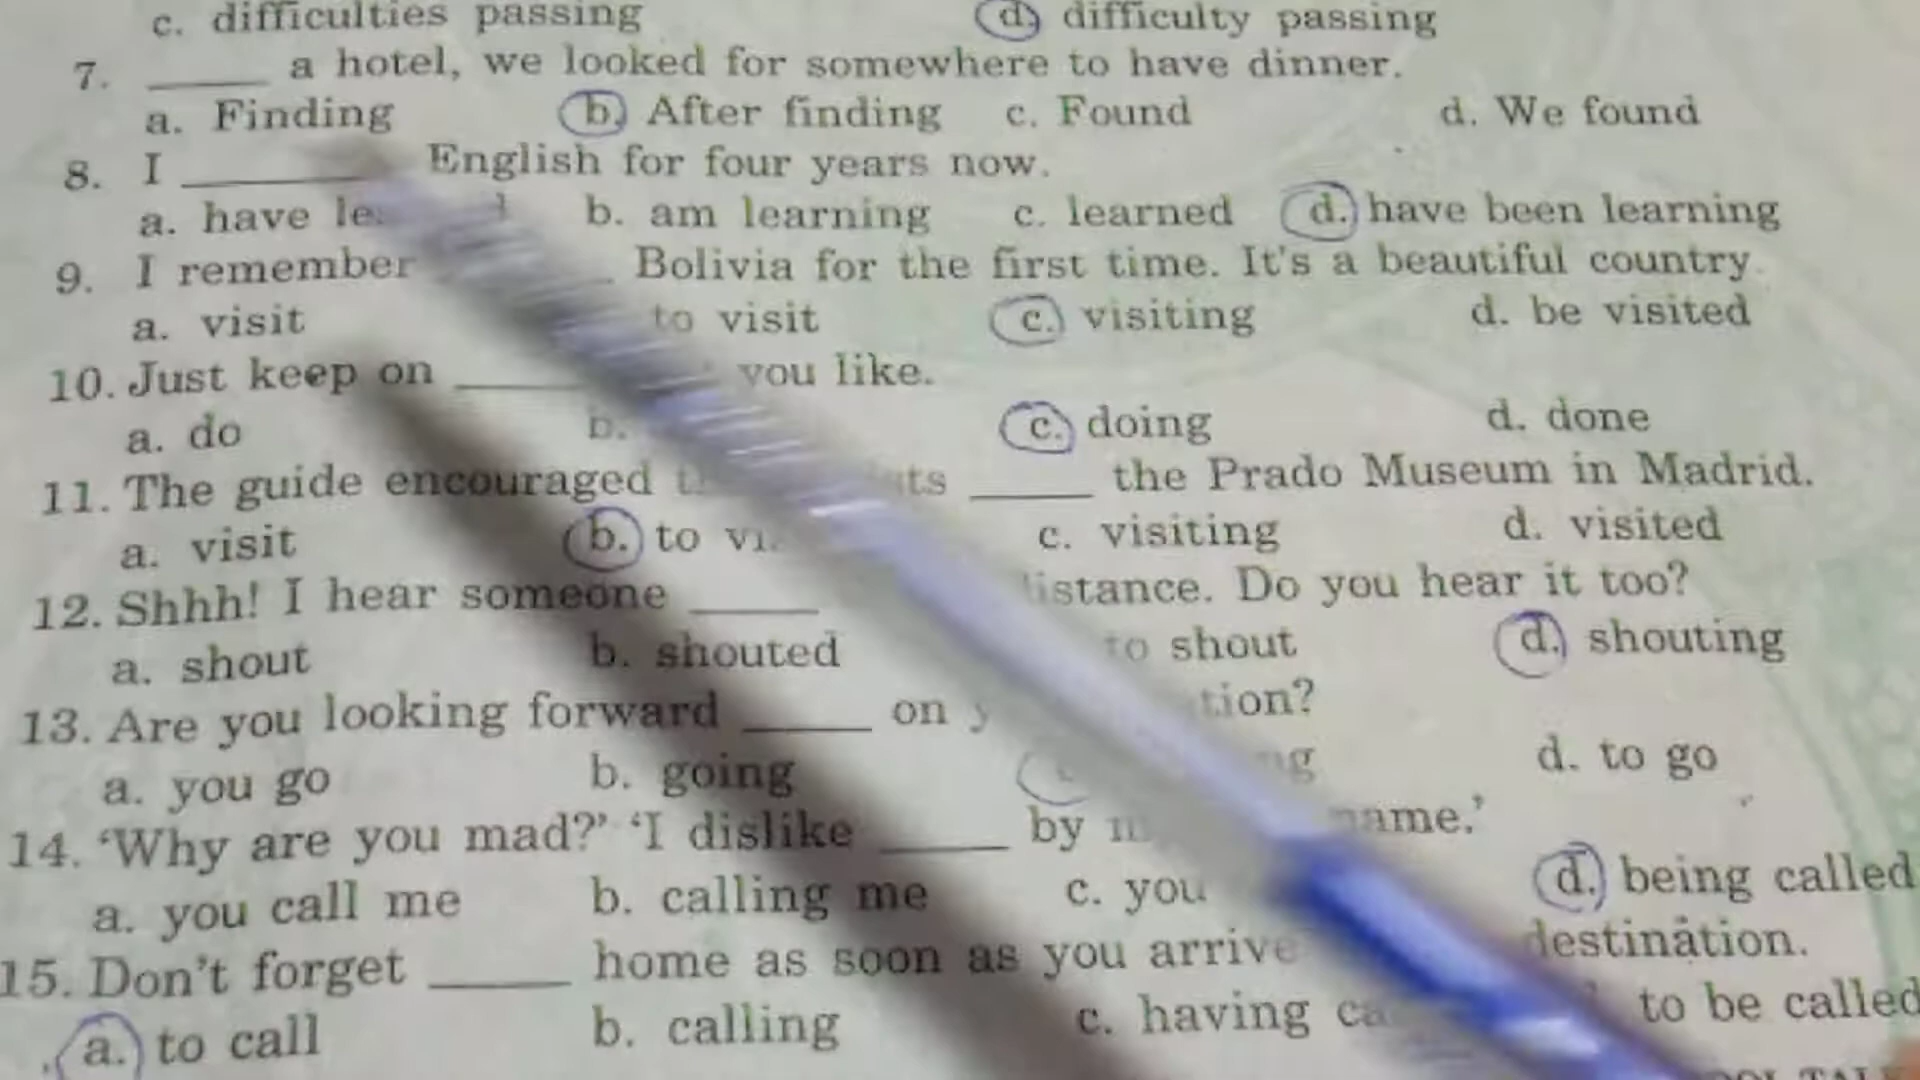 c. difficulties passing d. difficulty passing
7. _____ a hotel, we looked for somewhere to have dinner.
a. Finding b. After finding c. Found d. We found
8. I _____ English for four years now.
a. have b. am learning c. learned d. have been learning
9. I remember _____ Bolivia for the first time. It's a beautiful country
a. visit to visit c. visiting d. be visited
10. Just keep on _____ you like.
a. do b. c. doing d. done
11. The guide encouraged _____ the Prado Museum in Madrid.
a. visit b. to c. visiting d. visited
12. Shhh! I hear someone _____ distance. Do you hear it too?
a. shout b. shouted to shout d. shouting
13. Are you looking forward _____ on
a. you go b. going d. to go
14. ‘Why are you mad?’ ‘I dislike _____ by name.’
a. you call me b. calling me c. you d. being called
15. Don't forget _____ home as soon as you arrive destination.
a. to call b. calling c. having to be called